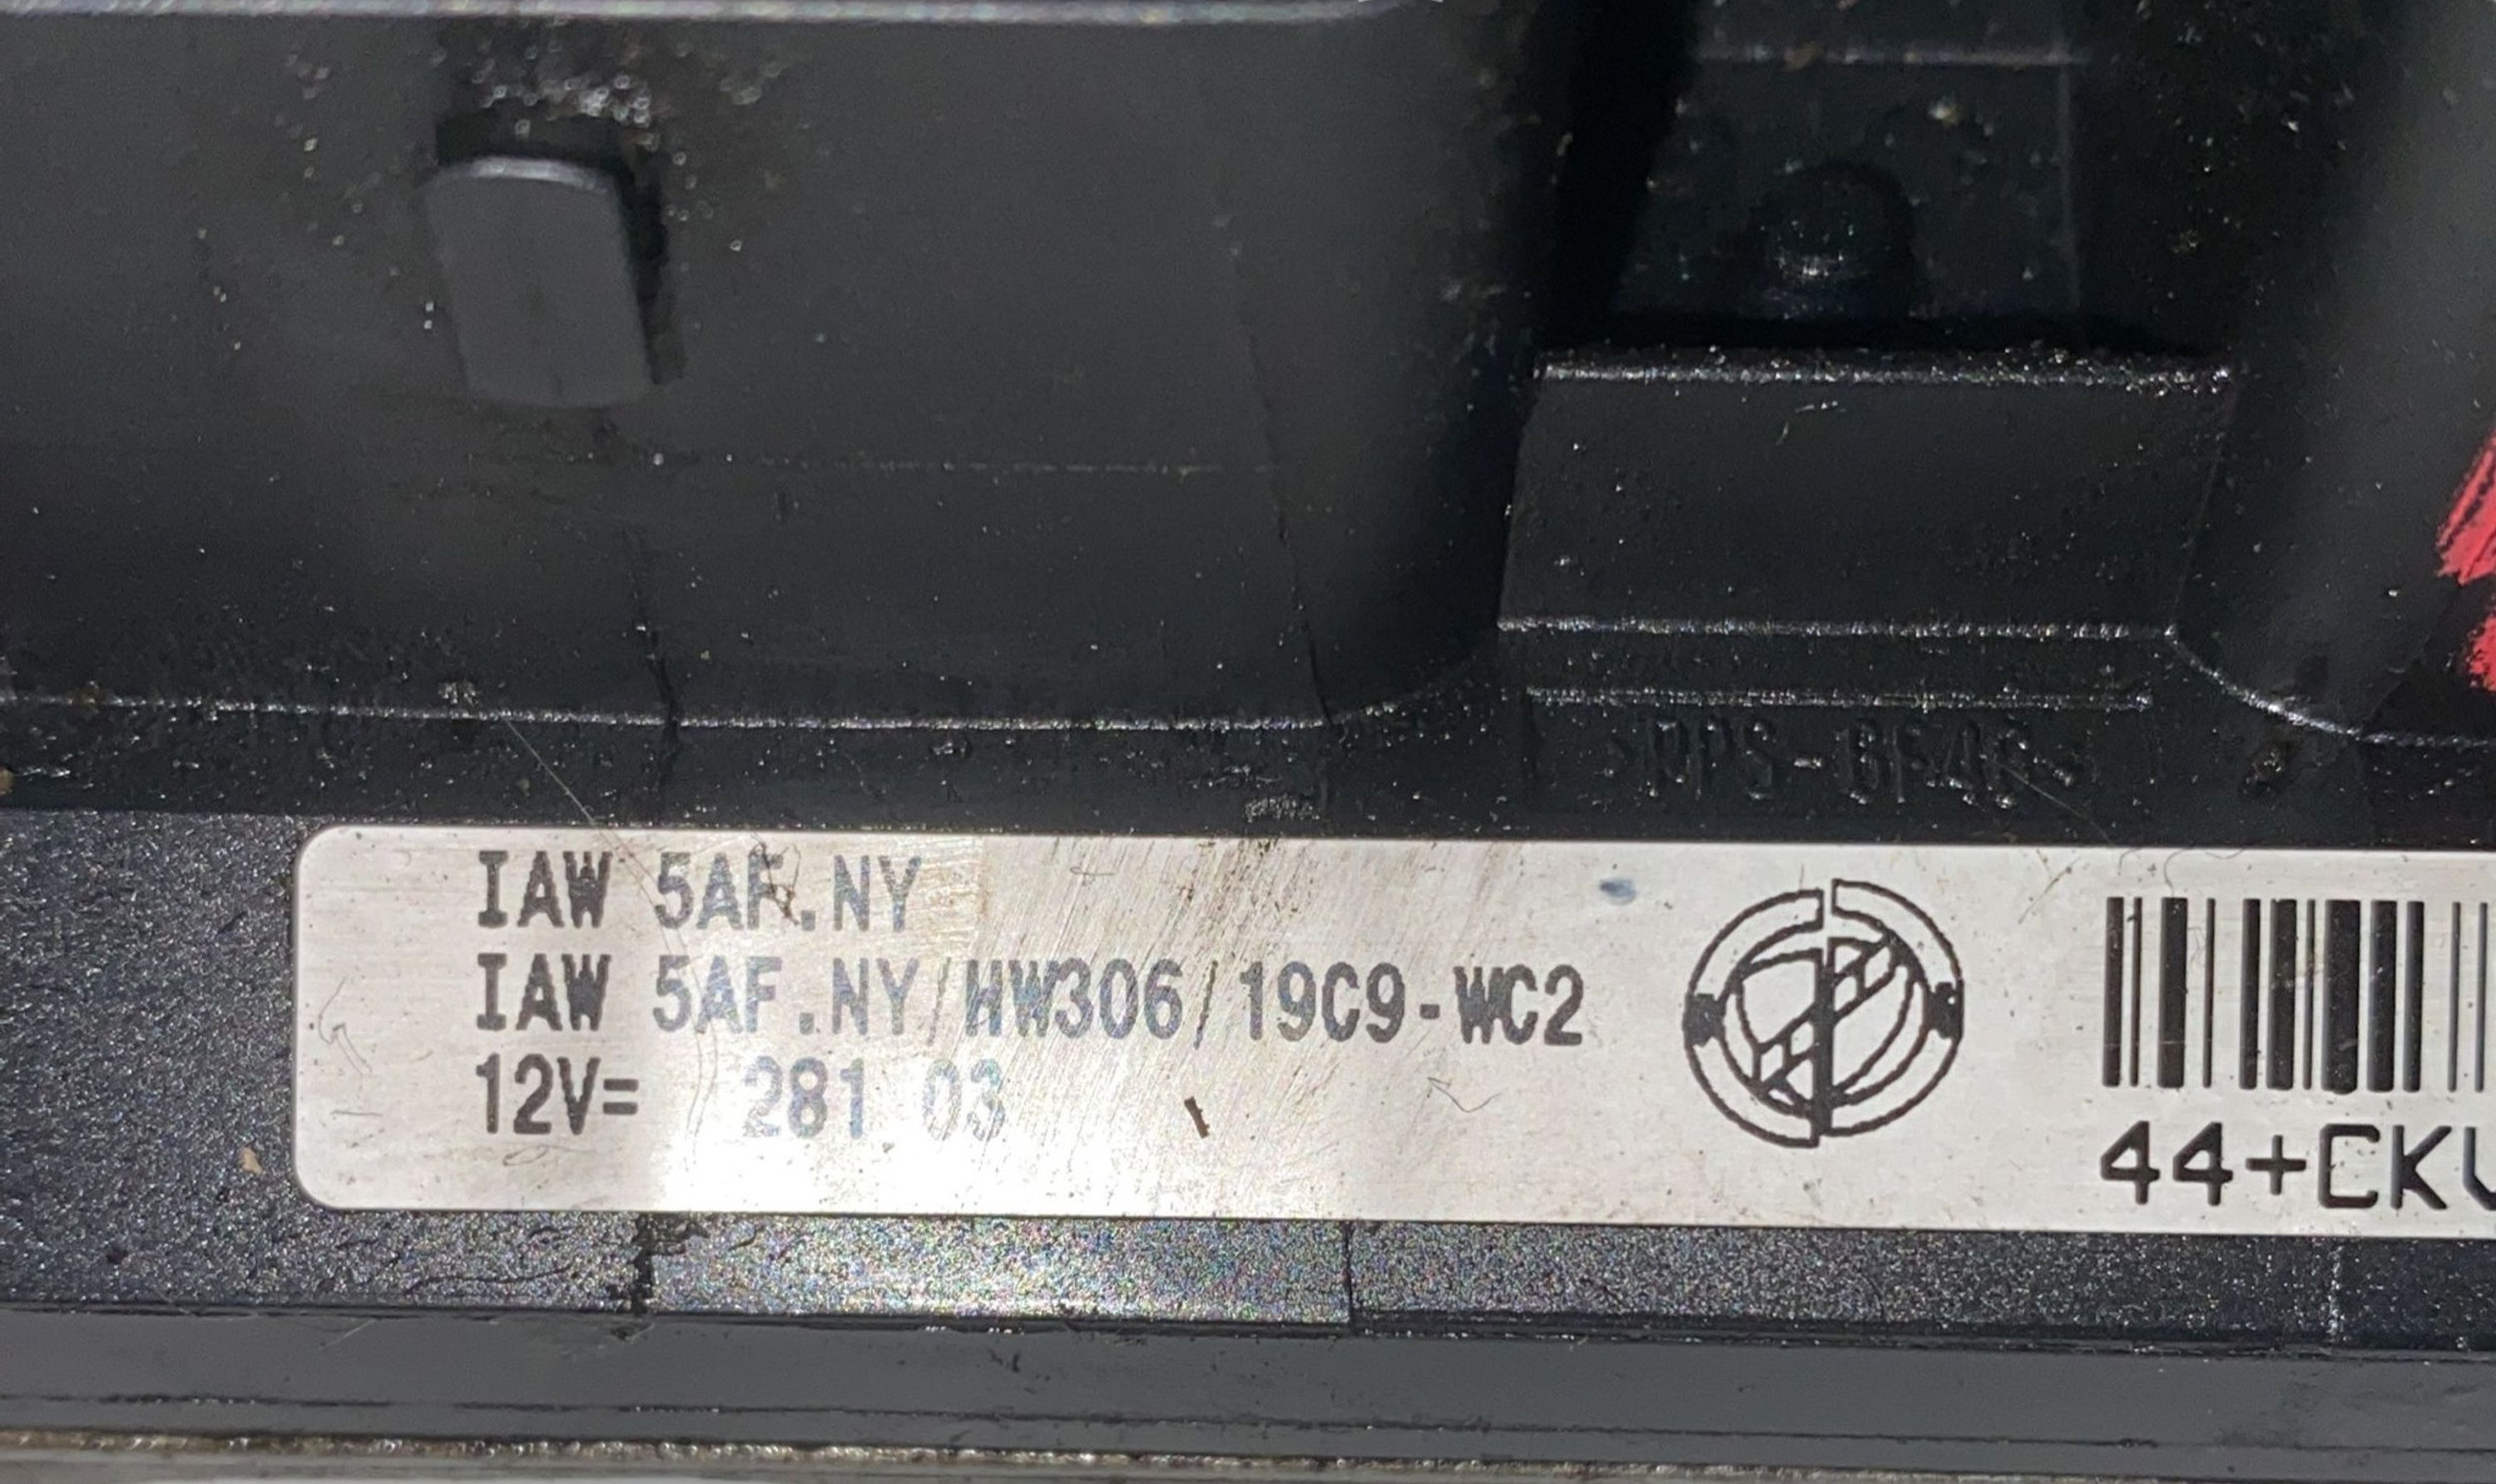 IAW 5AF.NY
IAW 5AF.NY/HW306/19C9-WC2
12V= 281 03
44+CK